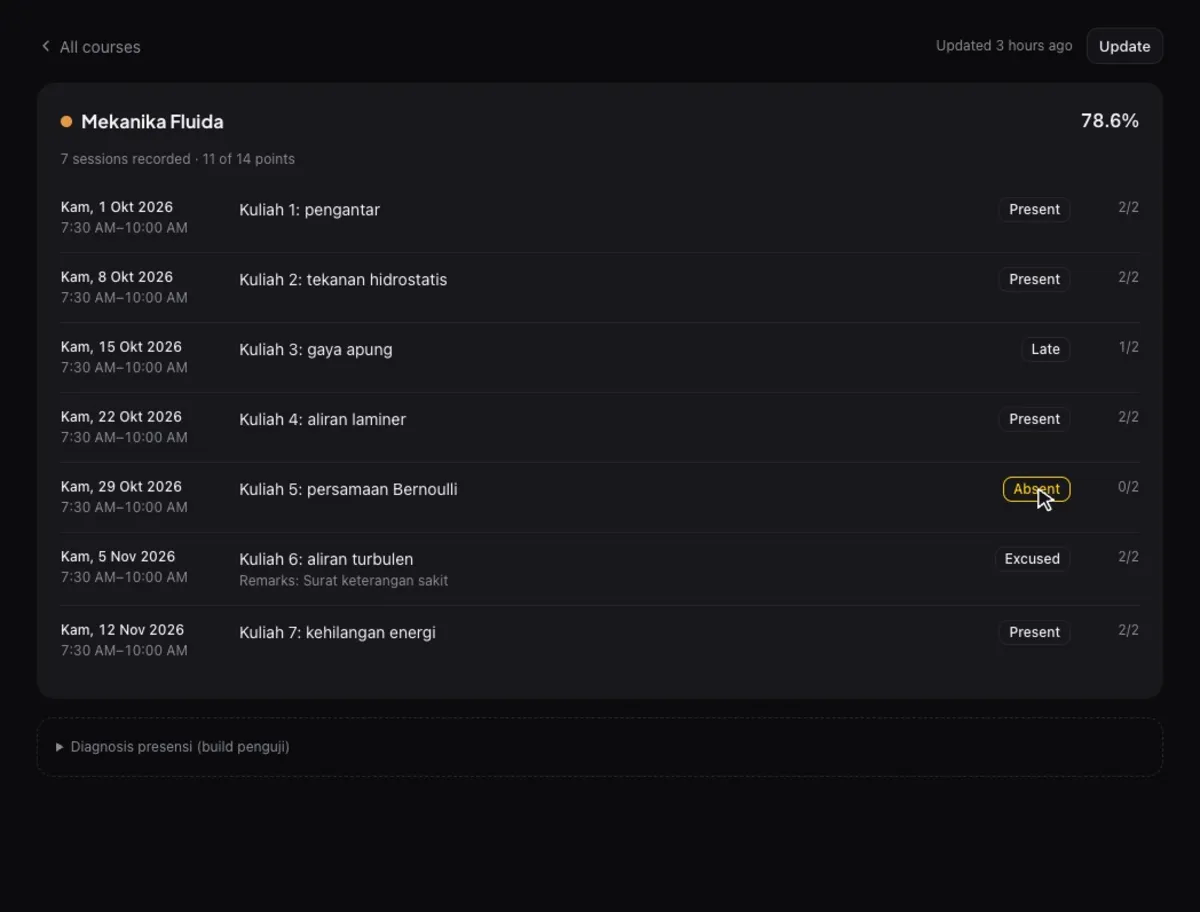 All courses
Updated 3 hours ago
Update
Mekanika Fluida
78.6%
7 sessions recorded · 11 of 14 points
Kam, 1 Okt 2026
7:30 AM–10:00 AM
Kuliah 1: pengantar
Present
2/2
Kam, 8 Okt 2026
7:30 AM–10:00 AM
Kuliah 2: tekanan hidrostatis
Present
2/2
Kam, 15 Okt 2026
7:30 AM–10:00 AM
Kuliah 3: gaya apung
Late
1/2
Kam, 22 Okt 2026
7:30 AM–10:00 AM
Kuliah 4: aliran laminer
Present
2/2
Kam, 29 Okt 2026
7:30 AM–10:00 AM
Kuliah 5: persamaan Bernoulli
Absent
0/2
Kam, 5 Nov 2026
7:30 AM–10:00 AM
Kuliah 6: aliran turbulen
Remarks: Surat keterangan sakit
Excused
2/2
Kam, 12 Nov 2026
7:30 AM–10:00 AM
Kuliah 7: kehilangan energi
Present
2/2
Diagnosis presensi (build penguji)